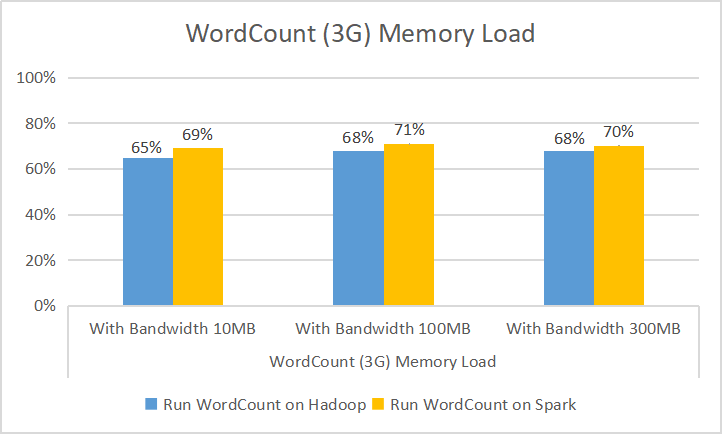 WordCount (3G) Memory Load
100%
80%
60%
40%
20%
0%
65%
69%
68%
71%
68%
70%
With Bandwidth 10MB
With Bandwidth 100MB
With Bandwidth 300MB
WordCount (3G) Memory Load
Run WordCount on Hadoop
Run WordCount on Spark